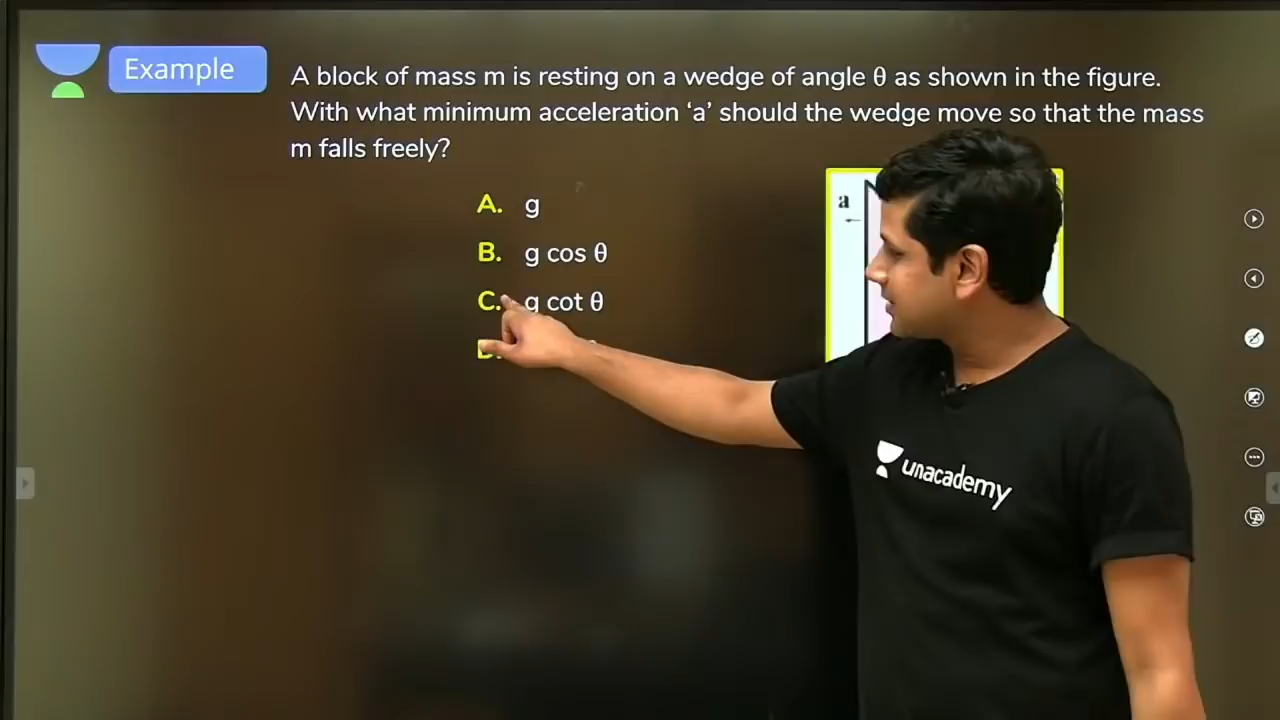 Example
A block of mass m is resting on a wedge of angle θ as shown in the figure.
With what minimum acceleration ‘a’ should the wedge move so that the mass
m falls freely?
A. g
B. g cos θ
C. g cot θ
a
unacademy